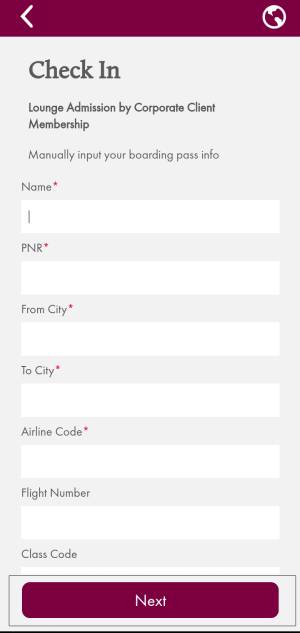 Check In
Lounge Admission by Corporate Client
Membership
Manually input your boarding pass info
Name*
PNR*
From City*
To City*
Airline Code*
Flight Number
Class Code
Next